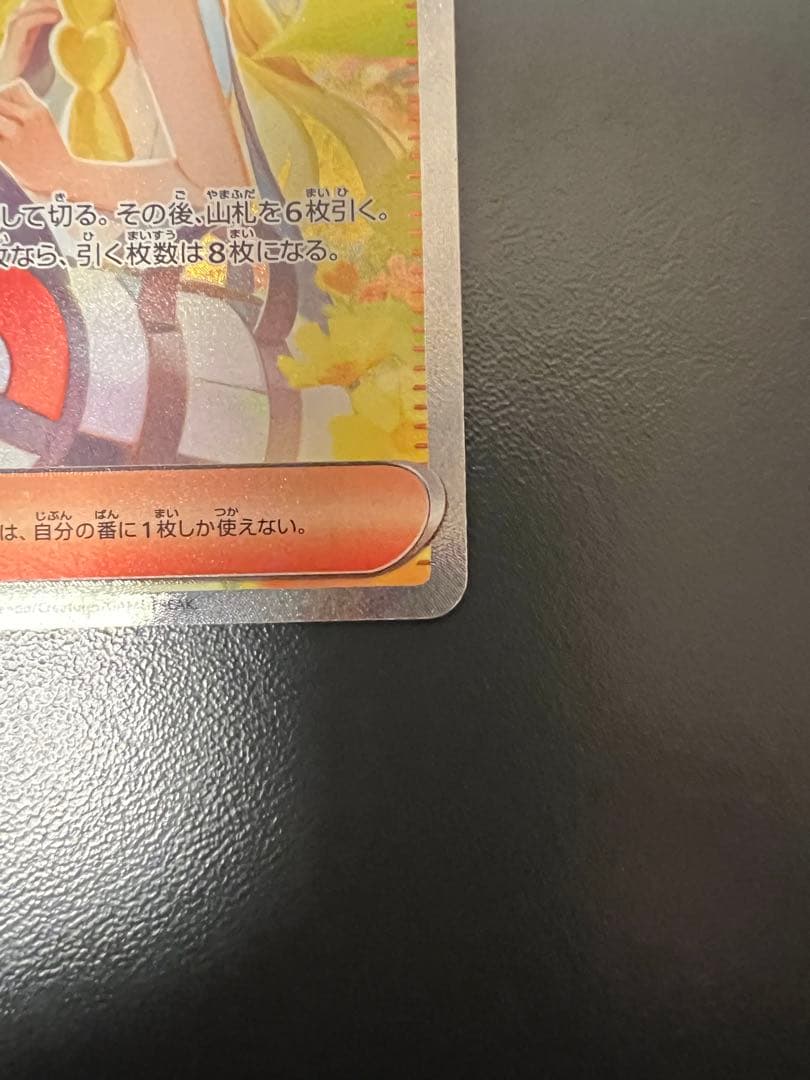 して切る。その後、山札を6枚引く。
枚なら、引く枚数は8枚になる。
は、自分の番に1枚しか使えない。